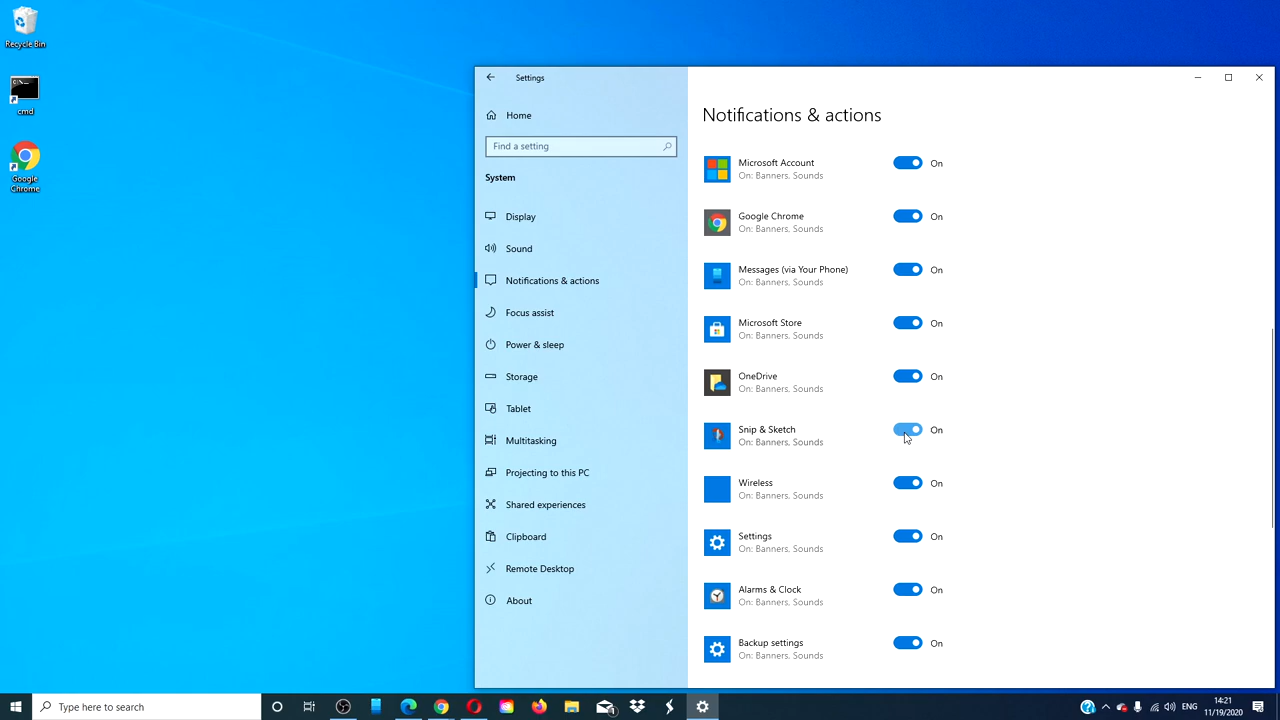 Recycle Bin
cmd
Google
Chrome
Settings
Home
Find a setting
System
Display
Sound
Notifications & actions
Focus assist
Power & sleep
Storage
Tablet
Multitasking
Projecting to this PC
Shared experiences
Clipboard
Remote Desktop
About
Notifications & actions
Microsoft Account
On: Banners, Sounds
On
Google Chrome
On: Banners, Sounds
On
Messages (via Your Phone)
On: Banners, Sounds
On
Microsoft Store
On: Banners, Sounds
On
OneDrive
On: Banners, Sounds
On
Snip & Sketch
On: Banners, Sounds
On
Wireless
On: Banners, Sounds
On
Settings
On: Banners, Sounds
On
Alarms & Clock
On: Banners, Sounds
On
Backup settings
On: Banners, Sounds
On
Type here to search
ENG
14:21
11/19/2020